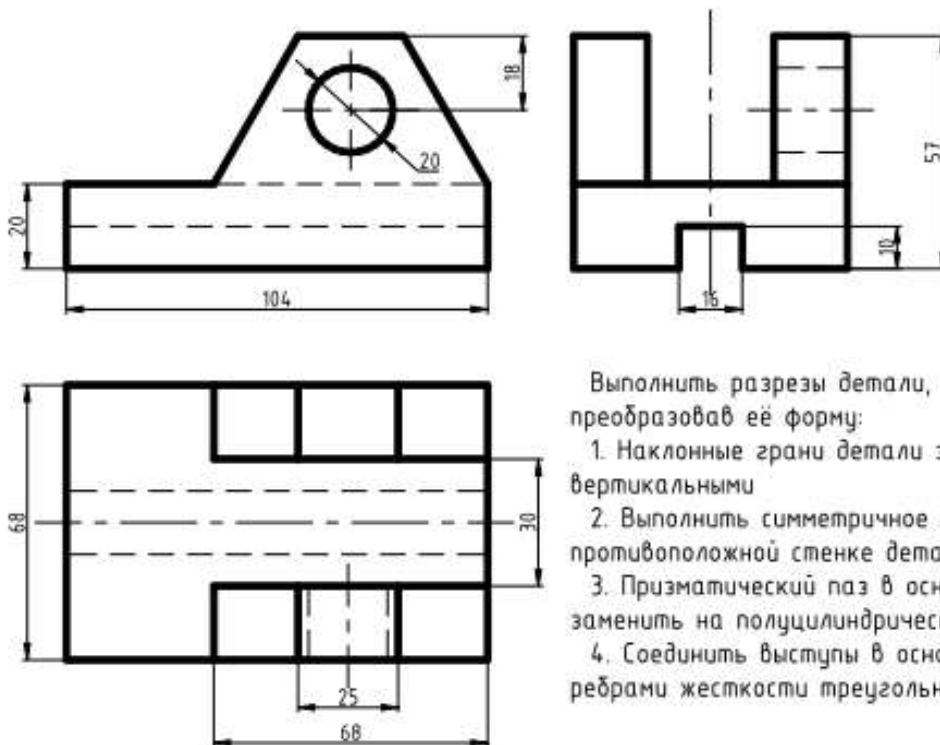 18
20
20
104
57
10
16
68
30
25
68
Выполнить разрезы детали,
преобразовав её форму:
1. Наклонные грани детали
вертикальными
2. Выполнить симметричное
противоположной стенке
3. Призматический паз в
заменить на
4. Соединить выступы в
ребрами жесткости